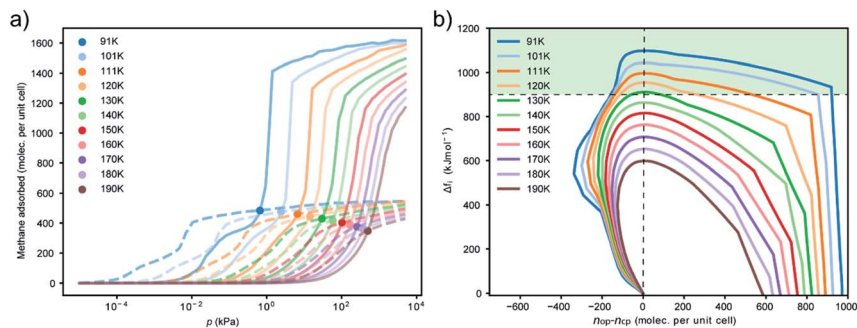 a)
Methane adsorbed (molec. per unit cell)
1600
1400
1200
1000
800
600
400
200
0
91K
101K
111K
120K
130K
140K
150K
160K
170K
180K
190K
10⁻⁴
10⁻²
10⁰
10²
10⁴
p (kPa)
b)
Δf, (kJmol⁻¹)
1200
1000
800
600
400
200
0
91K
101K
111K
120K
130K
140K
150K
160K
170K
180K
190K
−600
−400
−200
0
200
400
600
800
1000
nop-ncp (molec. per unit cell)